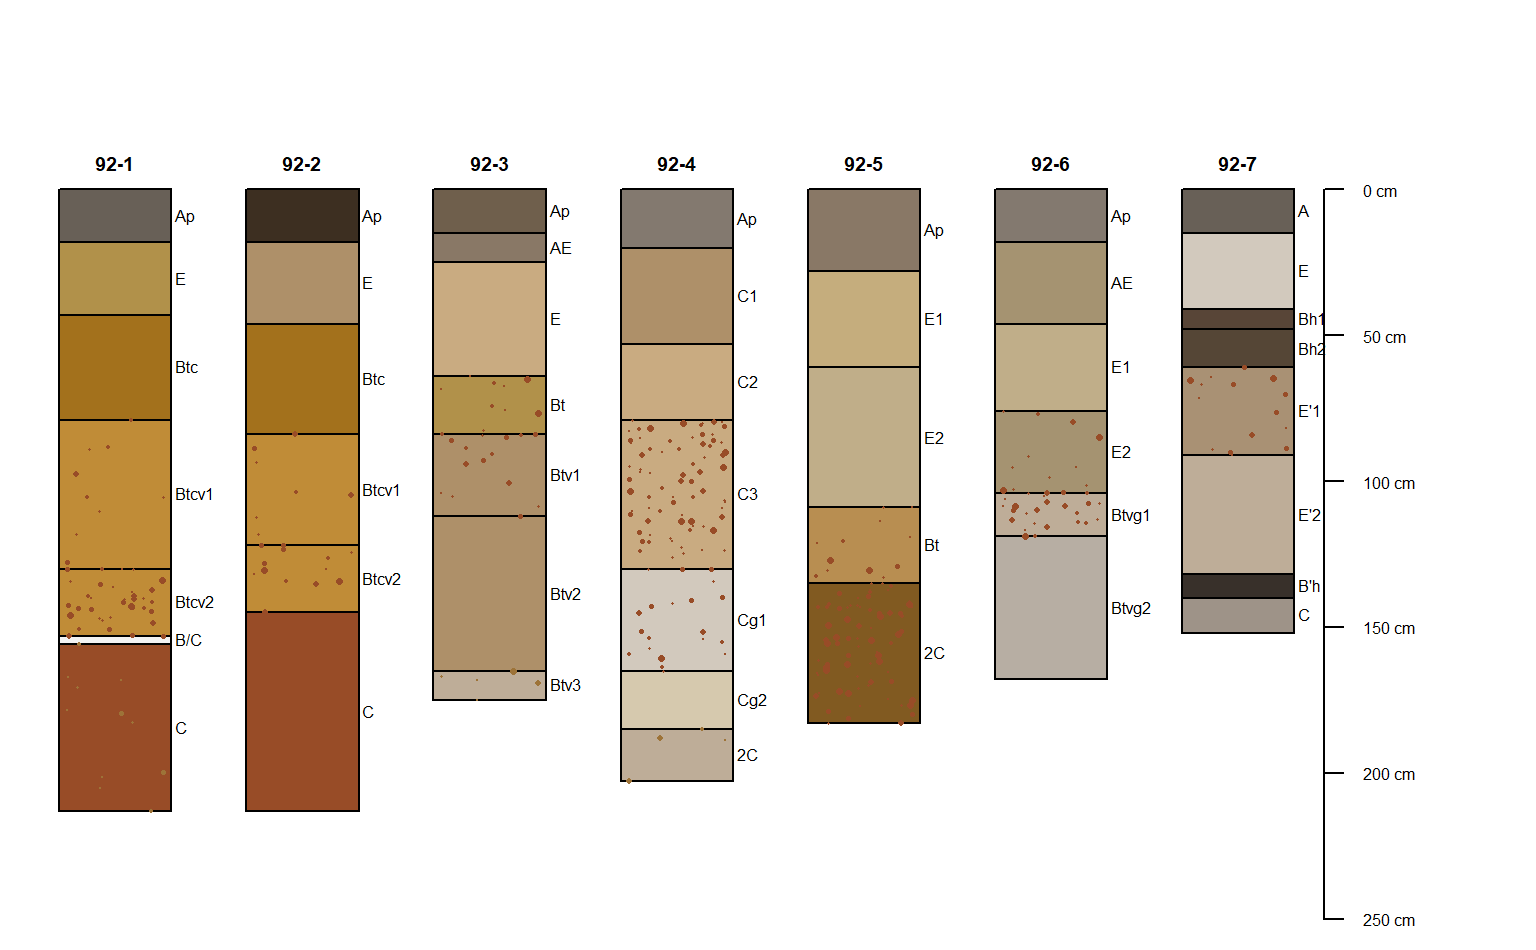 92-1
92-2
92-3
92-4
92-5
92-6
92-7
Ap
E
Btc
Btcv1
Btcv2
B/C
C
Ap
E
Btc
Btcv1
Btcv2
C
Ap
AE
E
Bt
Btv1
Btv2
Btv3
Ap
C1
C2
C3
Cg1
Cg2
2C
Ap
E1
E2
Bt
2C
Ap
AE
E1
E2
Btvg1
Btvg2
A
E
Bh1
Bh2
E'1
E'2
B'h
C
0 cm
50 cm
100 cm
150 cm
200 cm
250 cm